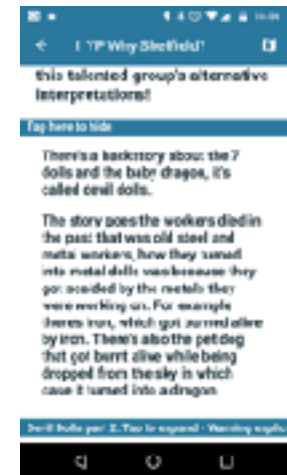 LYP Why Sheffield?
this talented group's alternative
interpretations!
Tap here to hide
There's a backstory about the 7
dolls and the baby dragon, it's
called devil dolls.
The story goes the workers died in
the past that was old steel and
metal workers, how they turned
into metal dolls was because they
got scalded by the metals they
were working on. For example
theres iron, which got burned alive
by iron. There's also the pet dog
that got burnt alive while being
dropped from the sky in which
case it turned into a dragon
Devil Dolls part 2. Tap to expand - Warning